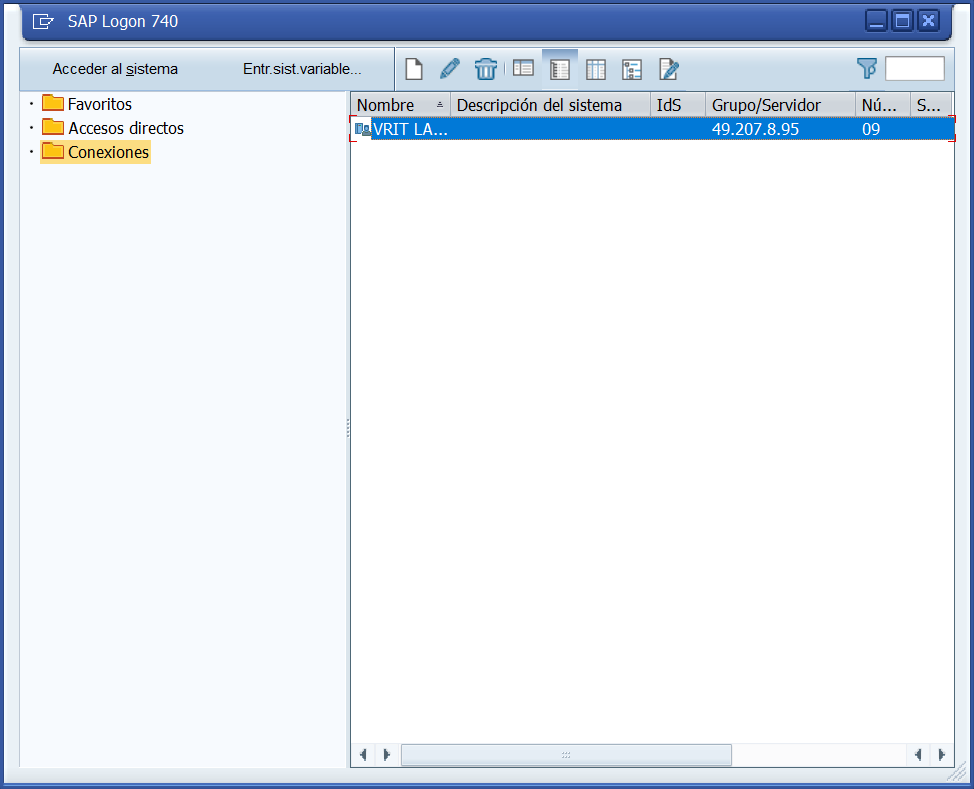 SAP Logon 740
Acceder al sistema Entr.sist.variable...
Favoritos
Accesos directos
Conexiones
Nombre Descripción del sistema IdS Grupo/Servidor Nú... S...
VRIT LA... 49.207.8.95 09